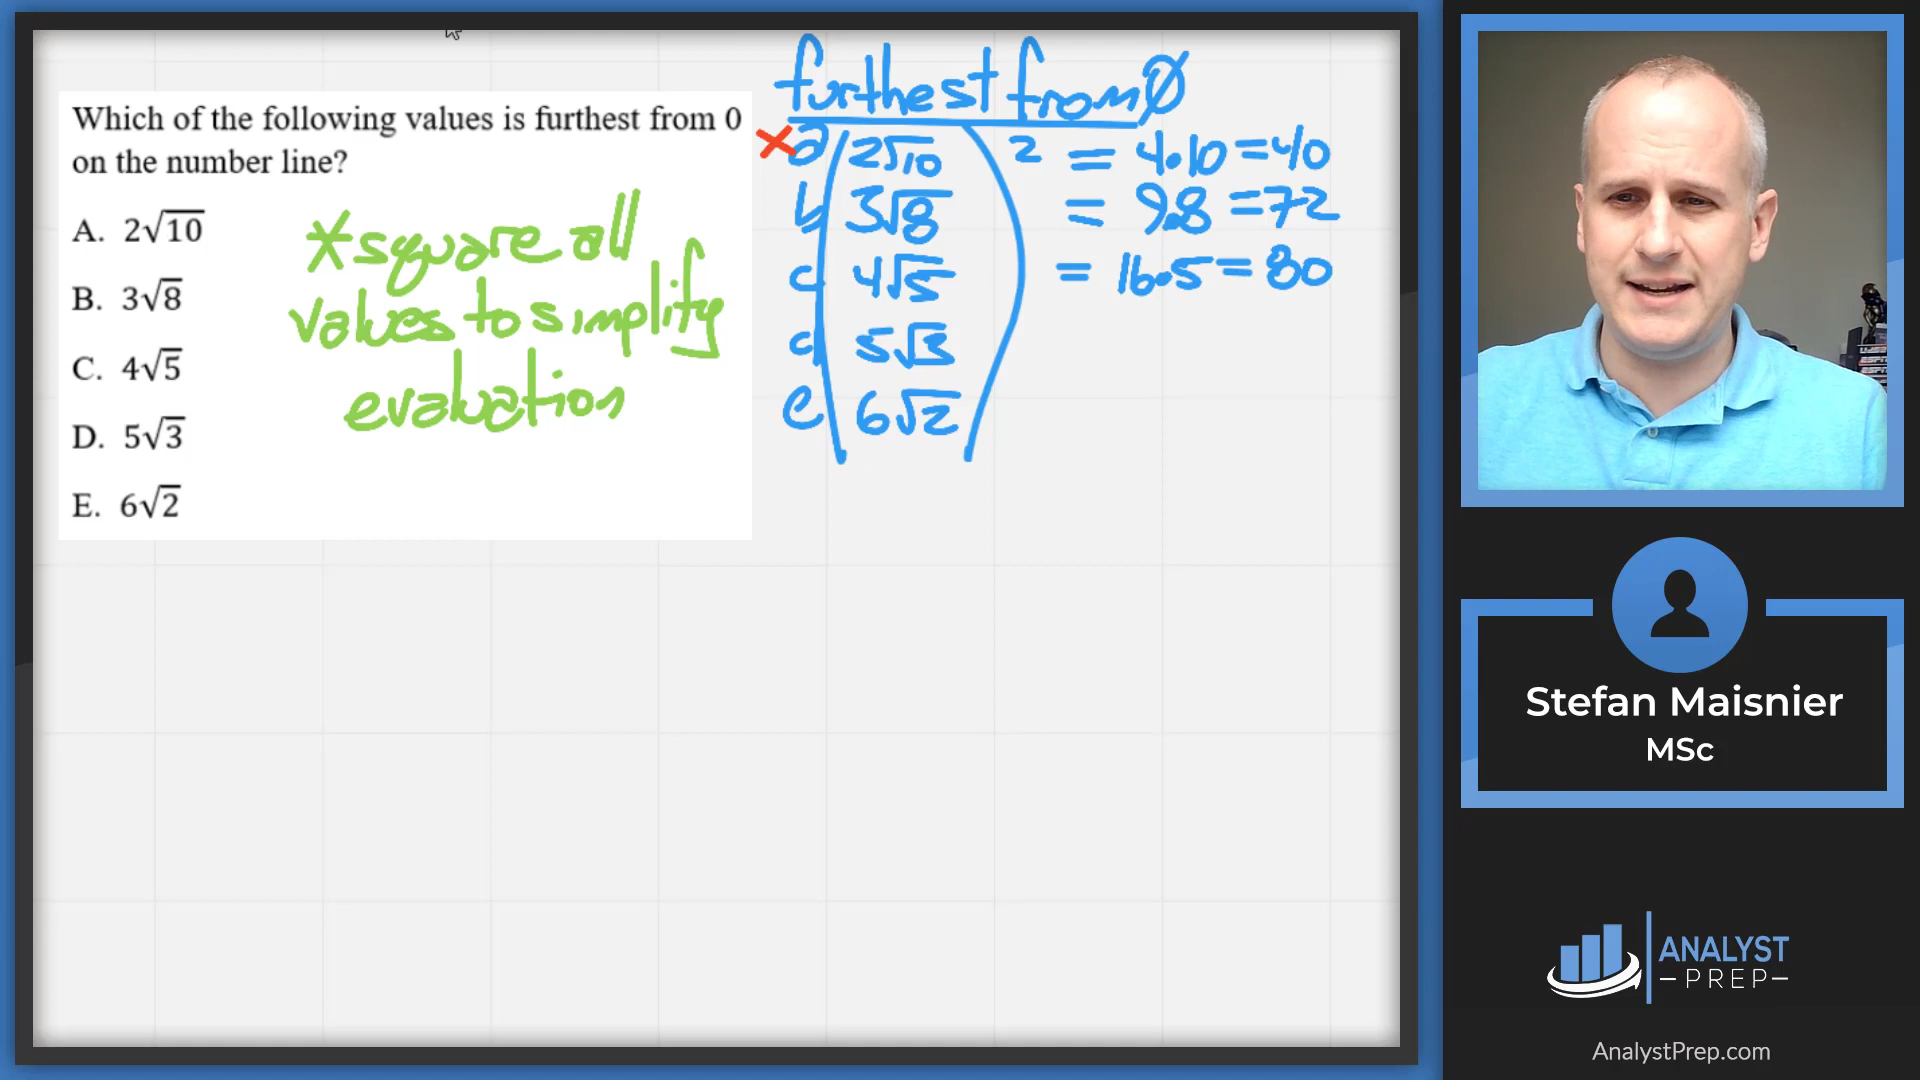 Which of the following values is furthest from 0
on the number line?
A. 2√10
B. 3√8
C. 4√5
D. 5√3
E. 6√2
*square all
values to simplify
evaluation
furthest from 0
a (2√10)² = 4·10 = 40
b 3√8 = 9·8 = 72
c 4√5 = 16·5 = 80
d 5√3
e 6√2
Stefan Maisnier
MSc
ANALYST
PREP
AnalystPrep.com